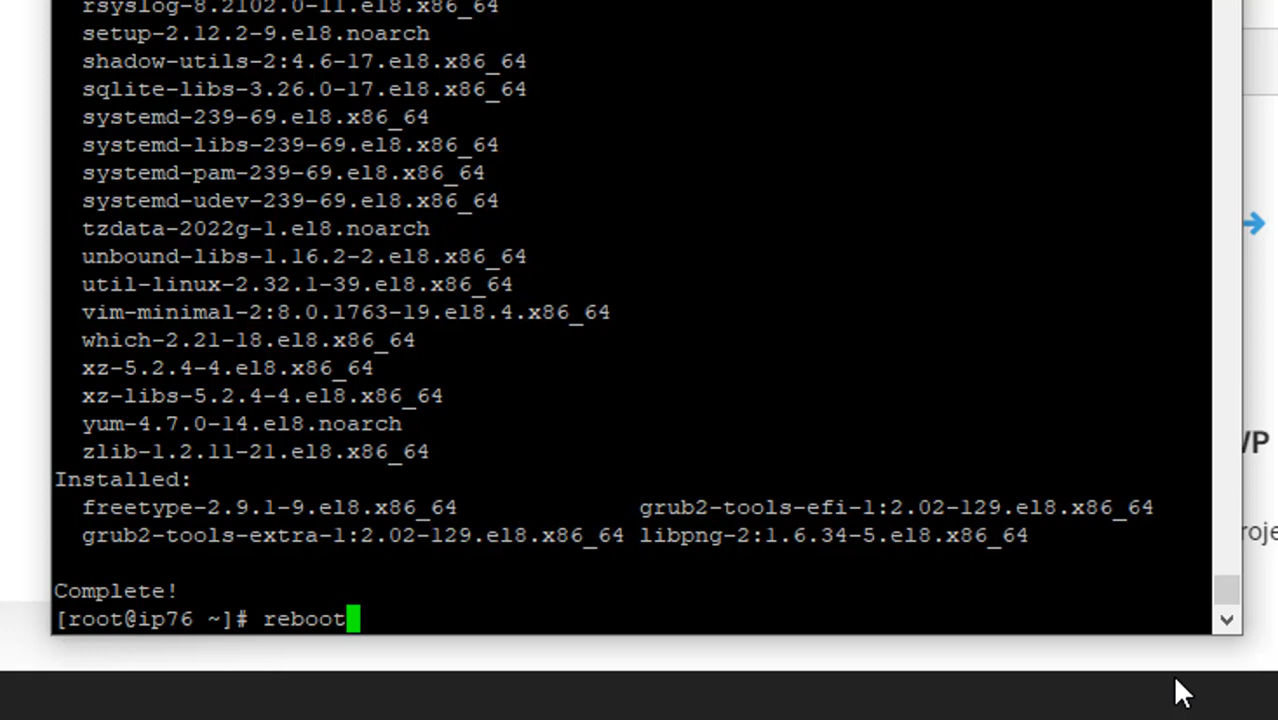 rsyslog-8.2102.0-11.el8.x86_64
setup-2.12.2-9.el8.noarch
shadow-utils-2:4.6-17.el8.x86_64
sqlite-libs-3.26.0-17.el8.x86_64
systemd-239-69.el8.x86_64
systemd-libs-239-69.el8.x86_64
systemd-pam-239-69.el8.x86_64
systemd-udev-239-69.el8.x86_64
tzdata-2022g-1.el8.noarch
unbound-libs-1.16.2-2.el8.x86_64
util-linux-2.32.1-39.el8.x86_64
vim-minimal-2:8.0.1763-19.el8.4.x86_64
which-2.21-18.el8.x86_64
xz-5.2.4-4.el8.x86_64
xz-libs-5.2.4-4.el8.x86_64
yum-4.7.0-14.el8.noarch
zlib-1.2.11-21.el8.x86_64
Installed:
freetype-2.9.1-9.el8.x86_64 grub2-tools-efi-1:2.02-129.el8.x86_64
grub2-tools-extra-1:2.02-129.el8.x86_64 libpng-2:1.6.34-5.el8.x86_64
Complete!
[root@ip76 ~]# reboot